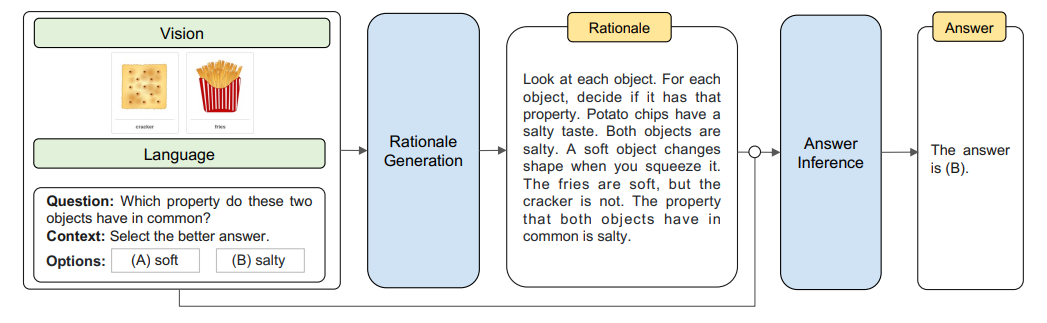 Vision
cracker
fries
Language
Question: Which property do these two
objects have in common?
Context: Select the better answer.
Options:
(A) soft
(B) salty
Rationale
Generation
Rationale
Look at each object. For each
object, decide if it has that
property. Potato chips have a
salty taste. Both objects are
salty. A soft object changes
shape when you squeeze it.
The fries are soft, but the
cracker is not. The property
that both objects have in
common is salty.
Answer
Inference
Answer
The answer
is (B).